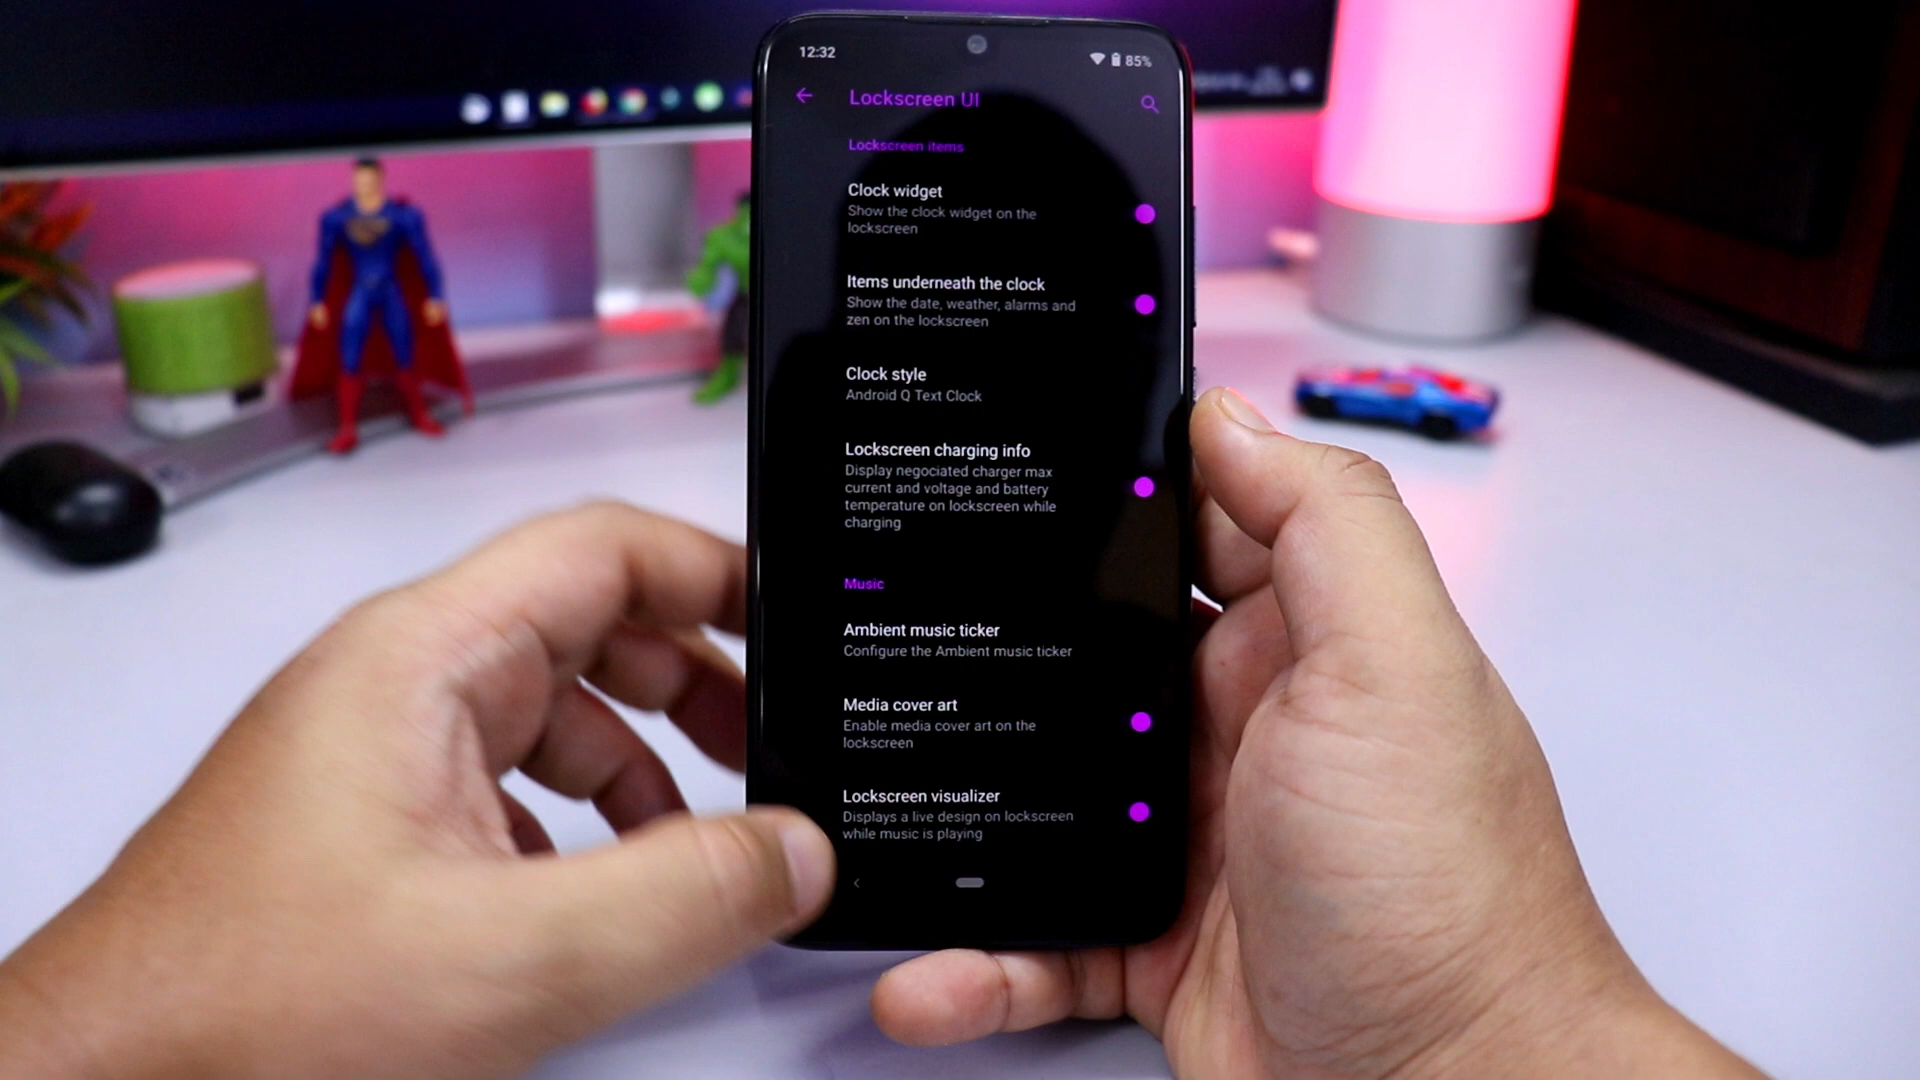 12:32
85%
Lockscreen UI
Lockscreen items
Clock widget
Show the clock widget on the
lockscreen
Items underneath the clock
Show the date, weather, alarms and
zen on the lockscreen
Clock style
Android Q Text Clock
Lockscreen charging info
Display negociated charger max
current and voltage and battery
temperature on lockscreen while
charging
Music
Ambient music ticker
Configure the Ambient music ticker
Media cover art
Enable media cover art on the
lockscreen
Lockscreen visualizer
Displays a live design on lockscreen
while music is playing